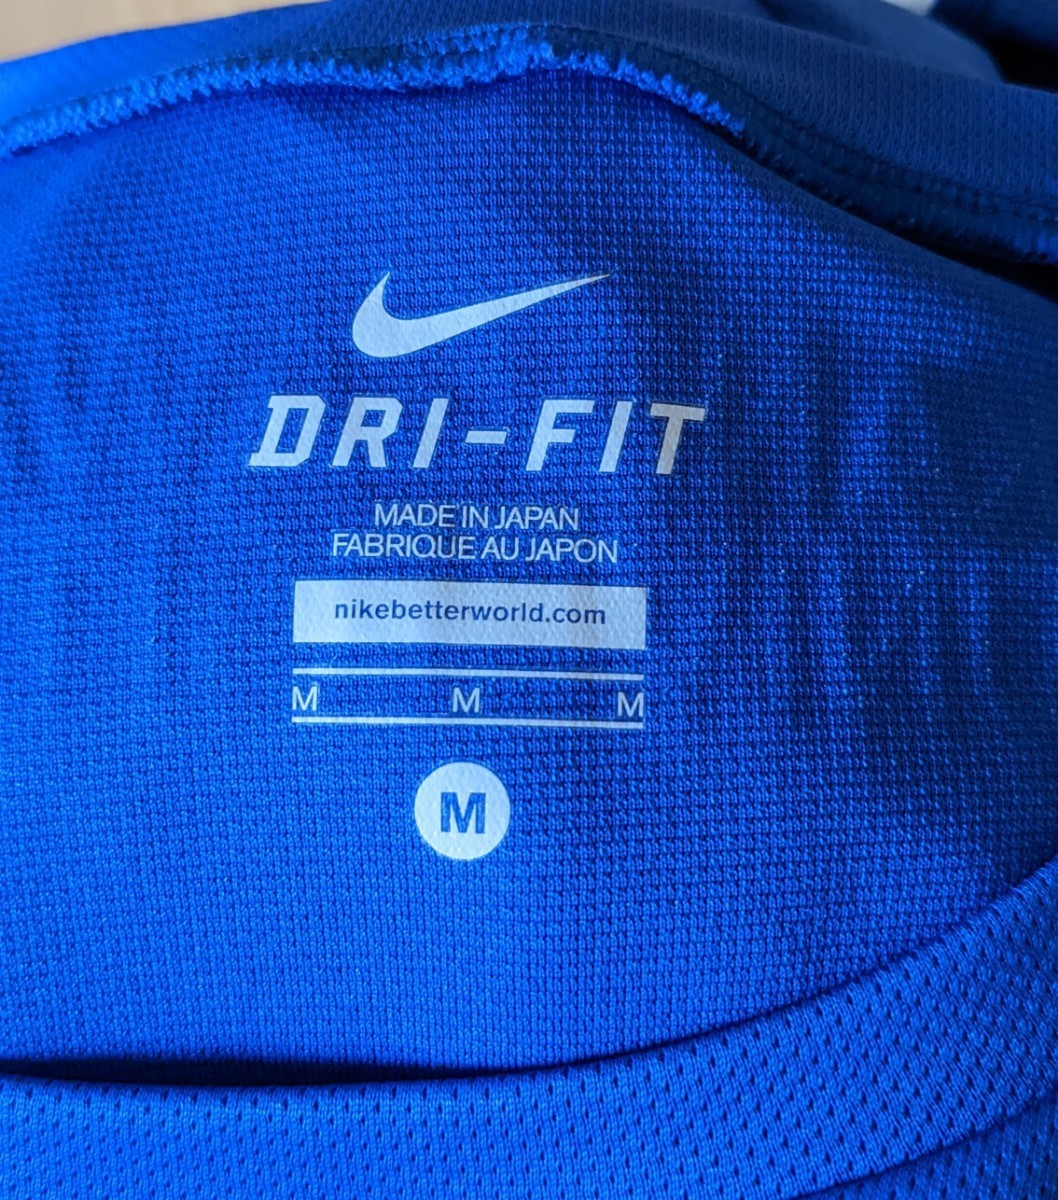 DRI-FIT
MADE IN JAPAN
FABRIQUE AU JAPON
nikebetterworld.com
M M M
M